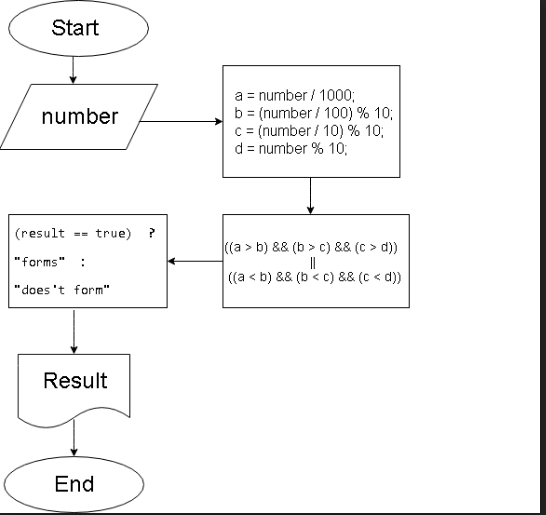 Start
number
a = number / 1000;
b = (number / 100) % 10;
c = (number / 10) % 10;
d = number % 10;
((a > b) && (b > c) && (c > d))
||
((a < b) && (b < c) && (c < d))
(result == true) ?
"forms" :
"does't form"
Result
End